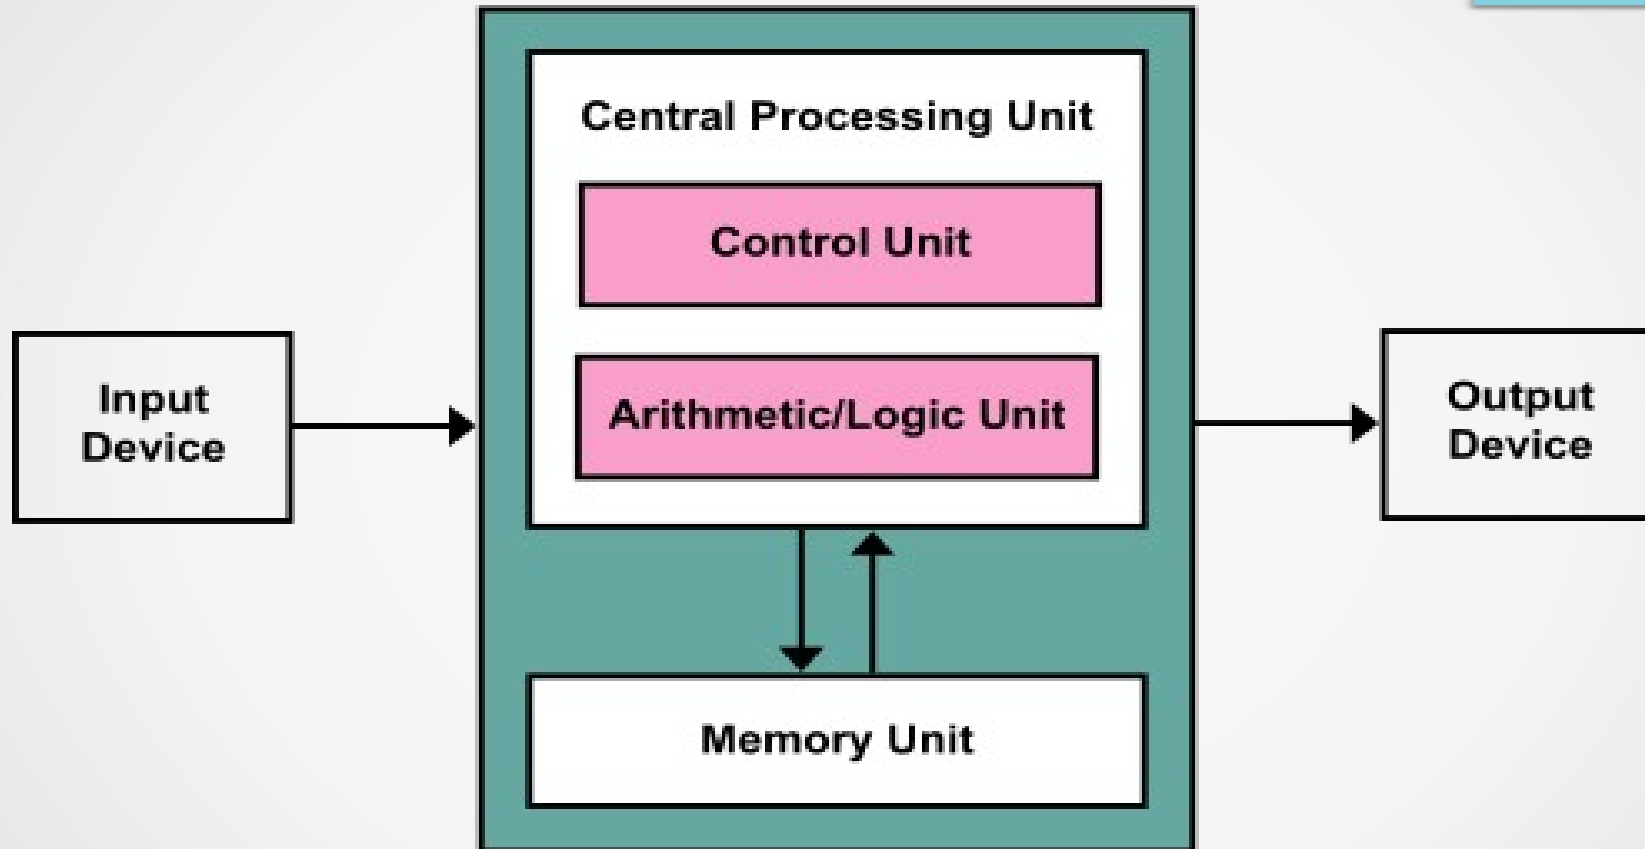 Central Processing Unit
Control Unit
Arithmetic/Logic Unit
Input
Device
Output
Device
Memory Unit